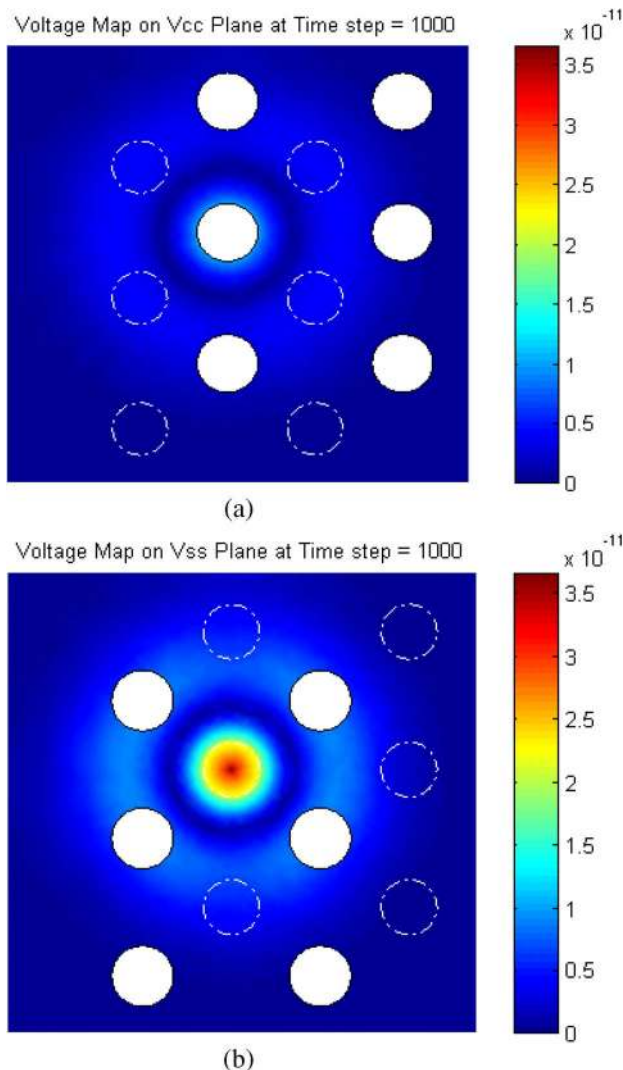 Voltage Map on Vcc Plane at Time step = 1000
x 10^-11
3.5
3
2.5
2
1.5
1
0.5
0
(a)
Voltage Map on Vss Plane at Time step = 1000
x 10^-11
3.5
3
2.5
2
1.5
1
0.5
0
(b)